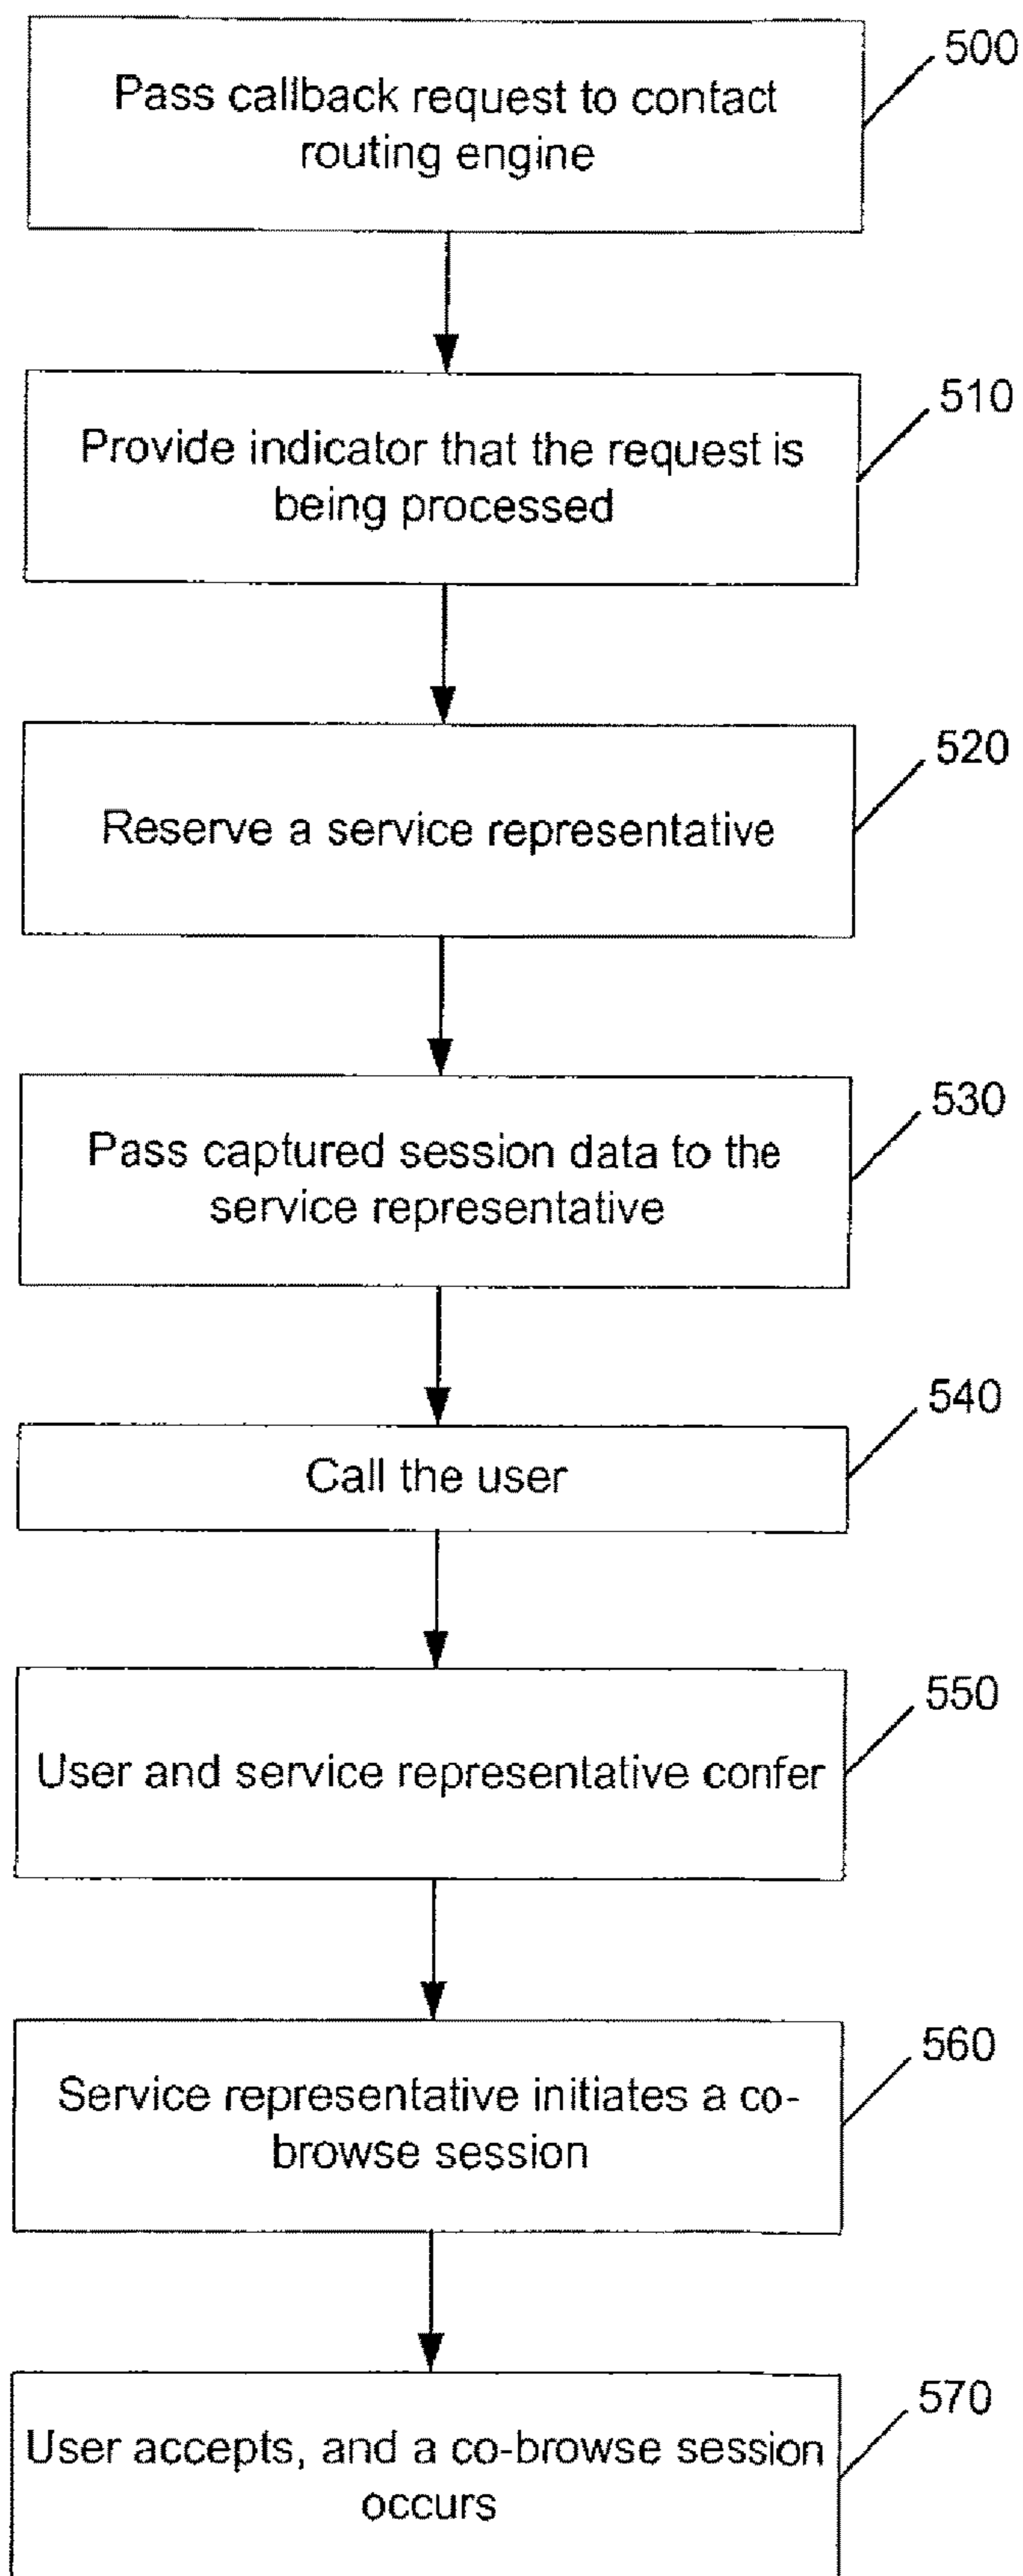 500
Pass callback request to contact
routing engine
510
Provide indicator that the request is
being processed
520
Reserve a service representative
530
Pass captured session data to the
service representative
540
Call the user
550
User and service representative confer
560
Service representative initiates a co-
browse session
570
User accepts, and a co-browse session
occurs